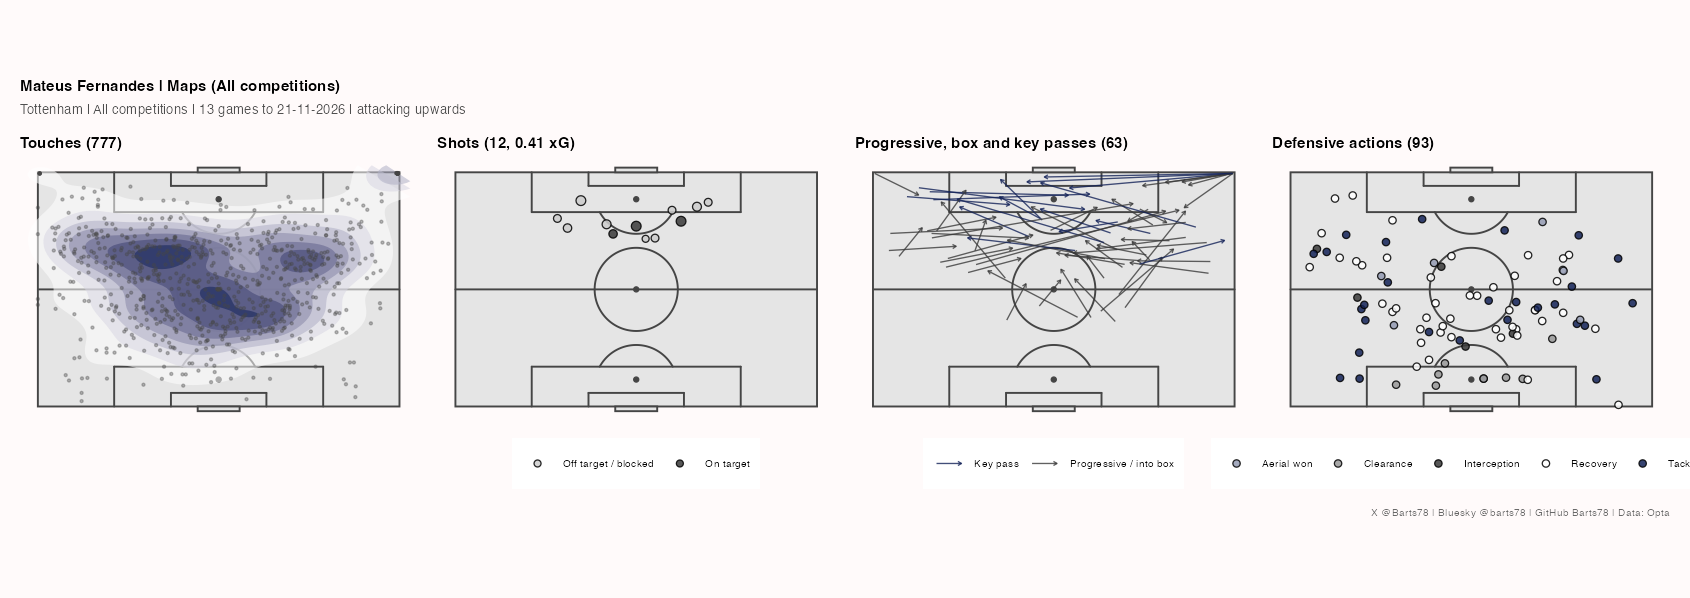 Mateus Fernandes | Maps (All competitions)
Tottenham | All competitions | 13 games to 21-11-2026 | attacking upwards
Touches (777)
Shots (12, 0.41 xG)
Progressive, box and key passes (63)
Defensive actions (93)
Off target / blocked
On target
Key pass
Progressive / into box
Aerial won
Clearance
Interception
Recovery
Tack
X @Barts78 | Bluesky @barts78 | GitHub Barts78 | Data: Opta